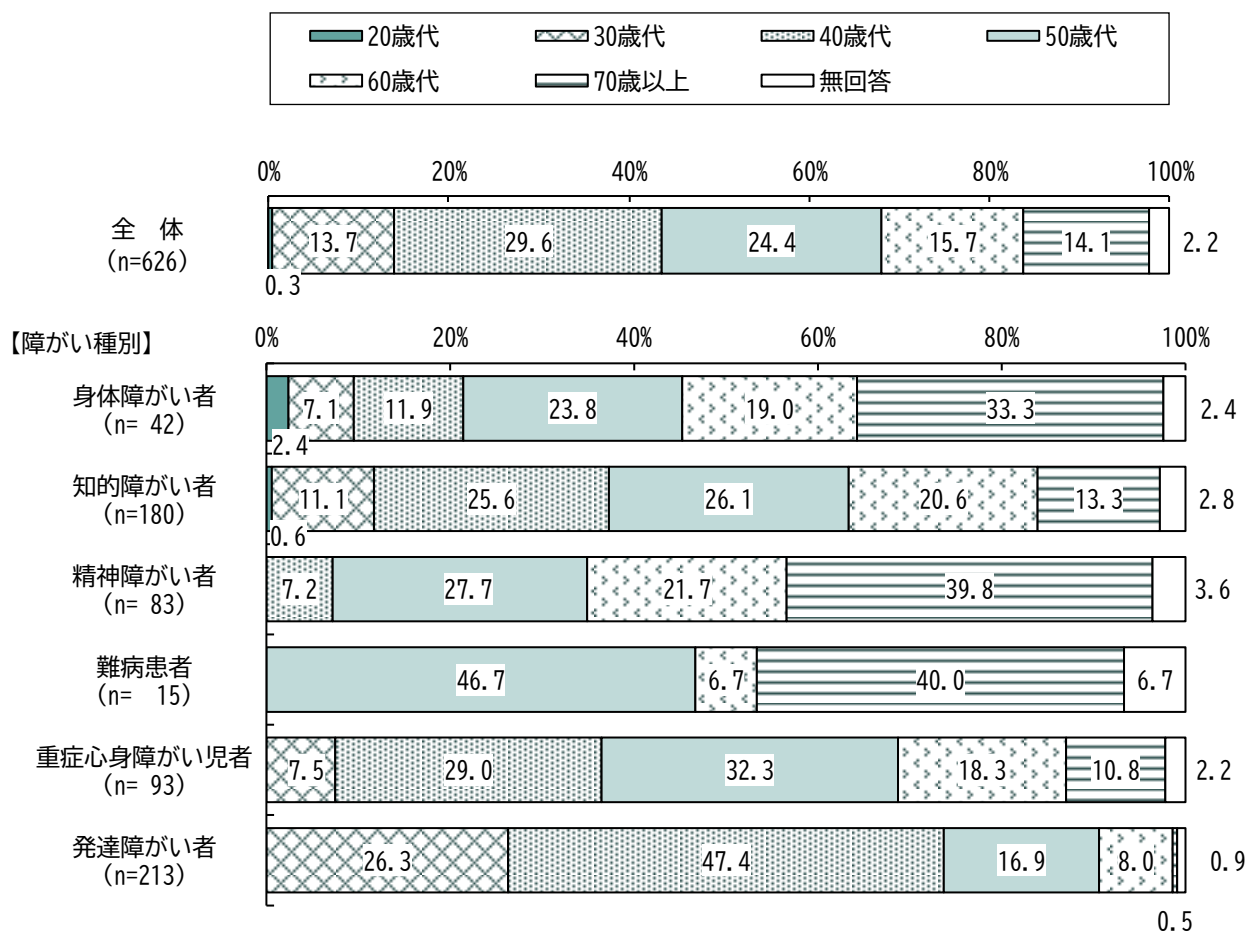 20歳代 30歳代 40歳代 50歳代
60歳代 70歳以上 無回答
0% 20% 40% 60% 80% 100%
全　体
(n=626)
13.7 29.6 24.4 15.7 14.1 2.2
0.3
【障がい種別】
0% 20% 40% 60% 80% 100%
身体障がい者
(n= 42)
7.1 11.9 23.8 19.0 33.3 2.4
2.4
知的障がい者
(n=180)
11.1 25.6 26.1 20.6 13.3 2.8
0.6
精神障がい者
(n= 83)
7.2 27.7 21.7 39.8 3.6
難病患者
(n=  15)
46.7 6.7 40.0 6.7
重症心身障がい児者
(n= 93)
7.5 29.0 32.3 18.3 10.8 2.2
発達障がい者
(n=213)
26.3 47.4 16.9 8.0 0.9
0.5